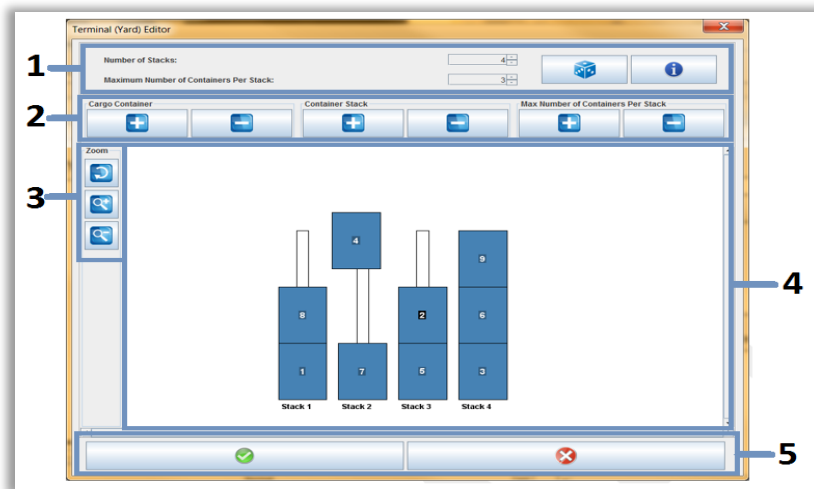 Terminal (Yard) Editor
1
Number of Stacks:
4
Maximum Number of Containers Per Stack:
3
2
Cargo Container
Container Stack
Max Number of Containers Per Stack
3
Zoom
4
9
8
2
6
1
7
5
3
Stack 1
Stack 2
Stack 3
Stack 4
4
5